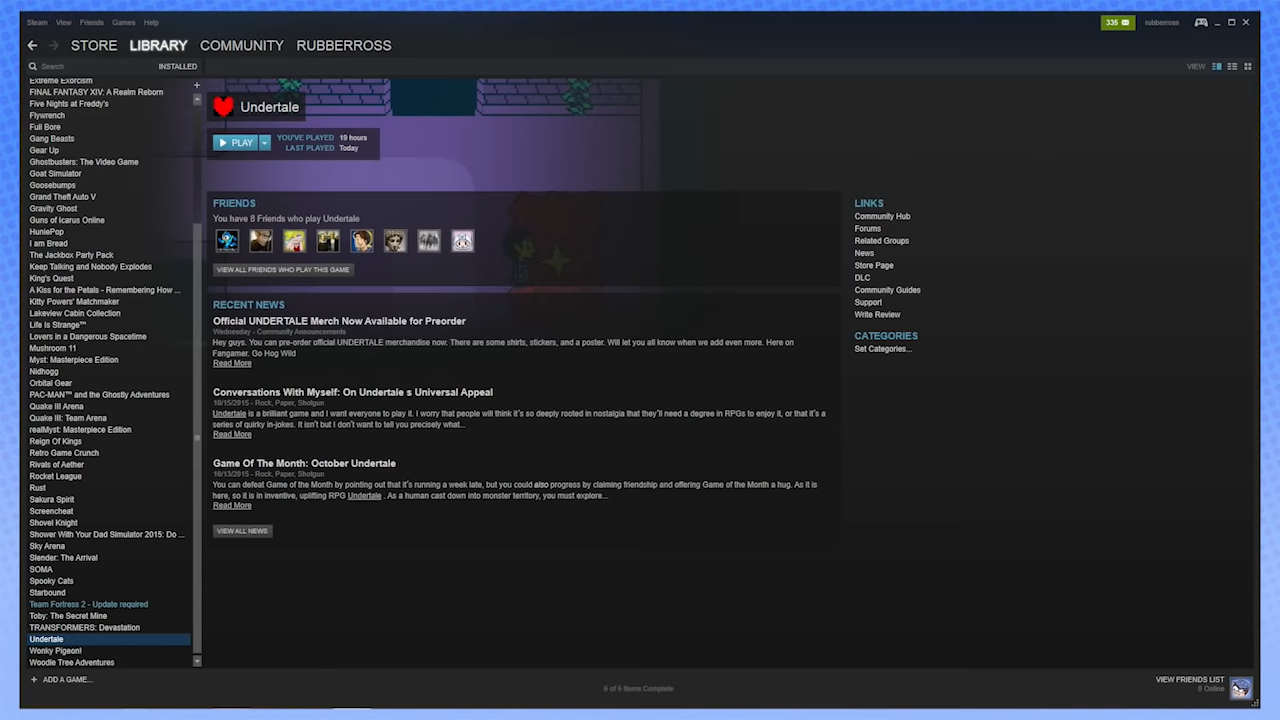 Steam View Friends Games Help
335 rubberross
STORE LIBRARY COMMUNITY RUBBERROSS
Search INSTALLED VIEW
Extreme Exorcism
FINAL FANTASY XIV: A Realm Reborn
Five Nights at Freddy's
Flywrench
Full Bore
Gang Beasts
Gear Up
Ghostbusters: The Video Game
Goat Simulator
Goosebumps
Grand Theft Auto V
Gravity Ghost
Guns of Icarus Online
HuniePop
I am Bread
The Jackbox Party Pack
Keep Talking and Nobody Explodes
King's Quest
A Kiss for the Petals - Remembering How ...
Kitty Powers' Matchmaker
Lakeview Cabin Collection
Life Is Strange™
Lovers in a Dangerous Spacetime
Mushroom 11
Myst: Masterpiece Edition
Nidhogg
Orbital Gear
PAC-MAN™ and the Ghostly Adventures
Quake III Arena
Quake III: Team Arena
realMyst: Masterpiece Edition
Reign Of Kings
Retro Game Crunch
Rivals of Aether
Rocket League
Rust
Sakura Spirit
Screencheat
Shovel Knight
Shower With Your Dad Simulator 2015: Do ...
Sky Arena
Slender: The Arrival
SOMA
Spooky Cats
Starbound
Team Fortress 2 - Update required
Toby: The Secret Mine
TRANSFORMERS: Devastation
Undertale
Wonky Pigeon!
Woodle Tree Adventures
+ ADD A GAME...
Undertale
PLAY YOU'VE PLAYED 19 hours
LAST PLAYED Today
FRIENDS
You have 8 Friends who play Undertale
VIEW ALL FRIENDS WHO PLAY THIS GAME
RECENT NEWS
Official UNDERTALE Merch Now Available for Preorder
Wednesday - Community Announcements
Hey guys. You can pre-order official UNDERTALE merchandise now. There are some shirts, stickers, and a poster. Will let you all know when we add even more. Here on
Fangamer. Go Hog Wild
Read More
Conversations With Myself: On Undertale s Universal Appeal
10/15/2015 - Rock, Paper, Shotgun
Undertale is a brilliant game and I want everyone to play it. I worry that people will think it's so deeply rooted in nostalgia that they'll need a degree in RPGs to enjoy it, or that it's a
series of quirky in-jokes. It isn't but I don't want to tell you precisely what...
Read More
Game Of The Month: October Undertale
10/13/2015 - Rock, Paper, Shotgun
You can defeat Game of the Month by pointing out that it's running a week late, but you could also progress by claiming friendship and offering Game of the Month a hug. As it is
here, so it is in inventive, uplifting RPG Undertale . As a human cast down into monster territory, you must explore...
Read More
VIEW ALL NEWS
LINKS
Community Hub
Forums
Related Groups
News
Store Page
DLC
Community Guides
Support
Write Review
CATEGORIES
Set Categories...
6 of 6 Items Complete
VIEW FRIENDS LIST
0 Online